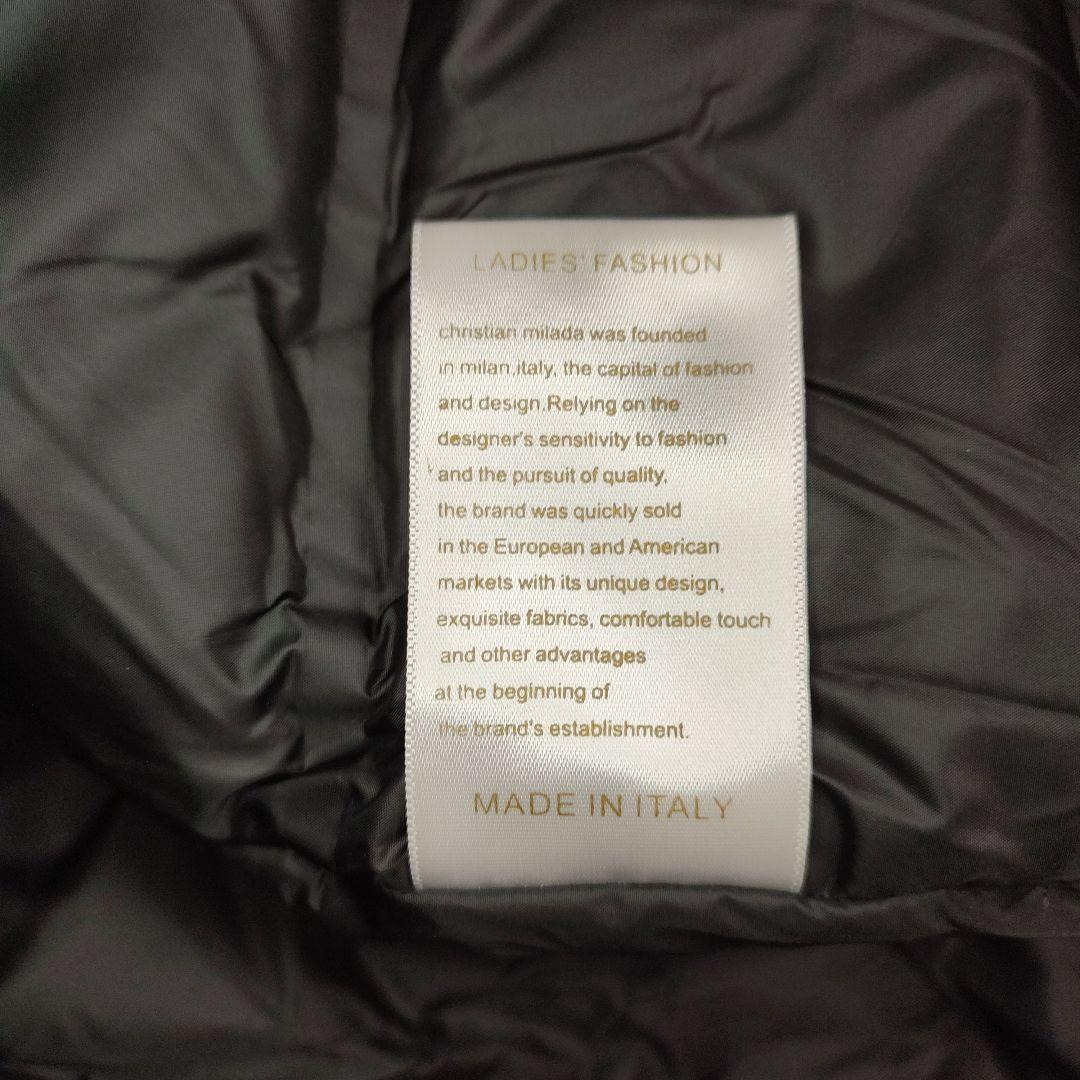 LADIES' FASHION
christian milada was founded
in milan,italy, the capital of fashion
and design.Relying on the
designer's sensitivity to fashion
and the pursuit of quality,
the brand was quickly sold
in the European and American
markets with its unique design,
exquisite fabrics, comfortable touch
and other advantages
at the beginning of
the brand's establishment.
MADE IN ITALY